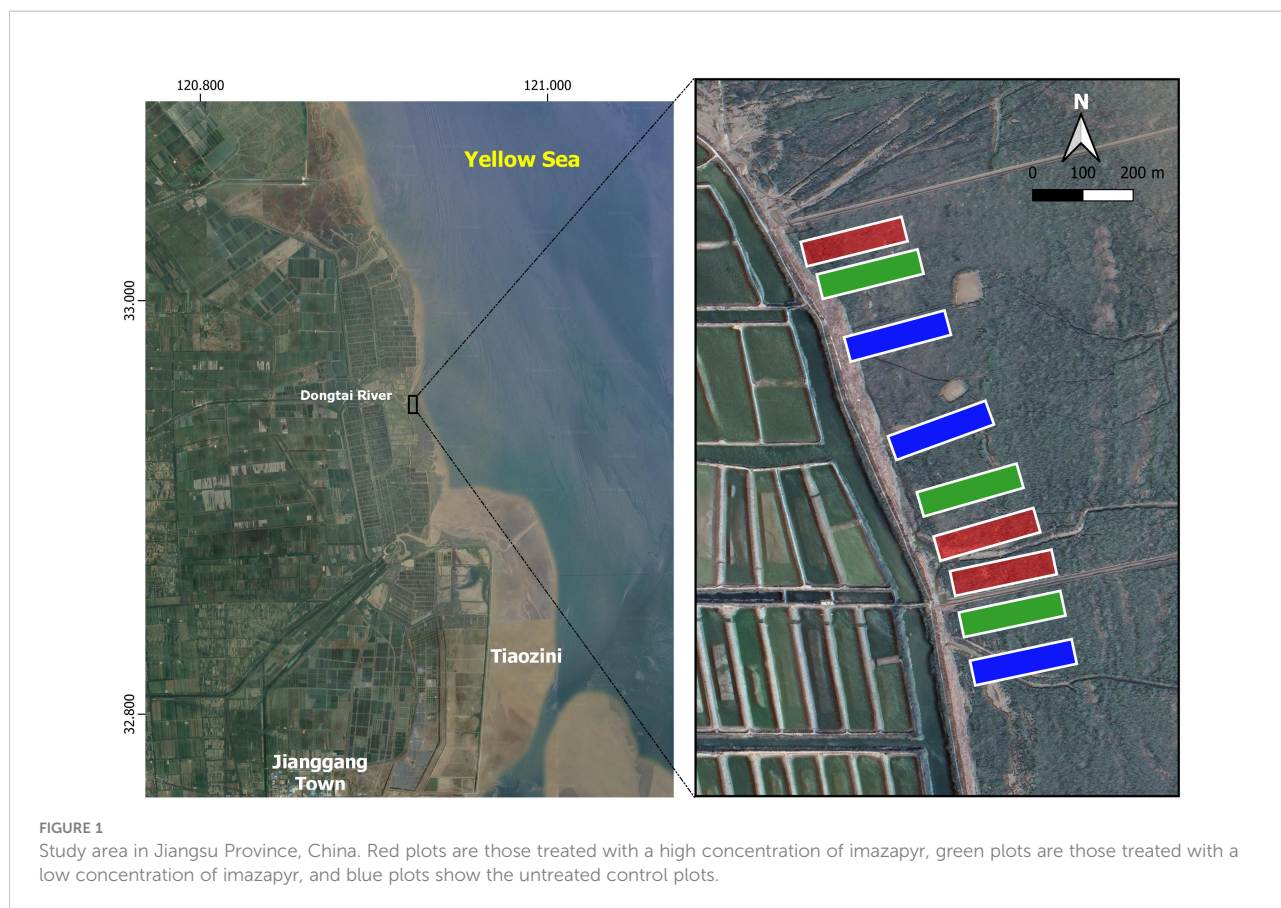 120.800
121.000
33.000
32.800
Yellow Sea
Dongtai River
Tiaozini
Jianggang
Town
N
0 100 200 m
FIGURE 1
Study area in Jiangsu Province, China. Red plots are those treated with a high concentration of imazapyr, green plots are those treated with a
low concentration of imazapyr, and blue plots show the untreated control plots.